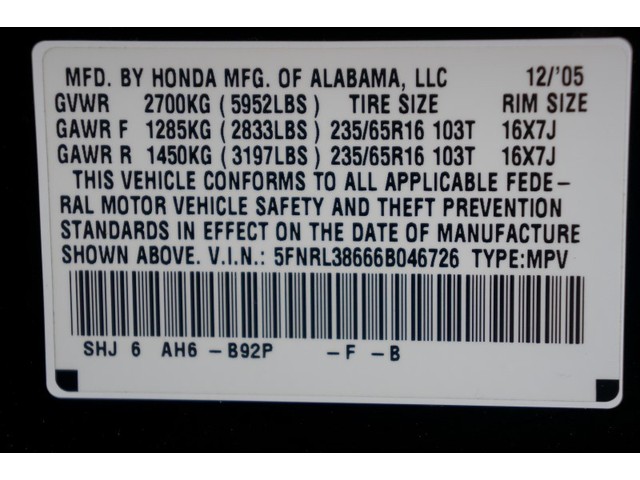 MFD. BY HONDA MFG. OF ALABAMA, LLC 12/'05
GVWR 2700KG (5952LBS) TIRE SIZE RIM SIZE
GAWR F 1285KG (2833LBS) 235/65R16 103T 16X7J
GAWR R 1450KG (3197LBS) 235/65R16 103T 16X7J
THIS VEHICLE CONFORMS TO ALL APPLICABLE FEDE-
RAL MOTOR VEHICLE SAFETY AND THEFT PREVENTION
STANDARDS IN EFFECT ON THE DATE OF MANUFACTURE
SHOWN ABOVE. V.I.N.: 5FNRL38666B046726 TYPE:MPV
SHJ 6 AH6 -B92P -F -B